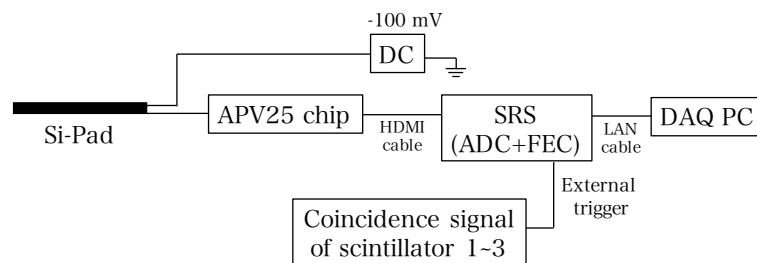 -100 mV
DC
Si-Pad
APV25 chip
HDMI
cable
SRS
(ADC+FEC)
LAN
cable
DAQ PC
External
trigger
Coincidence signal
of scintillator 1~3